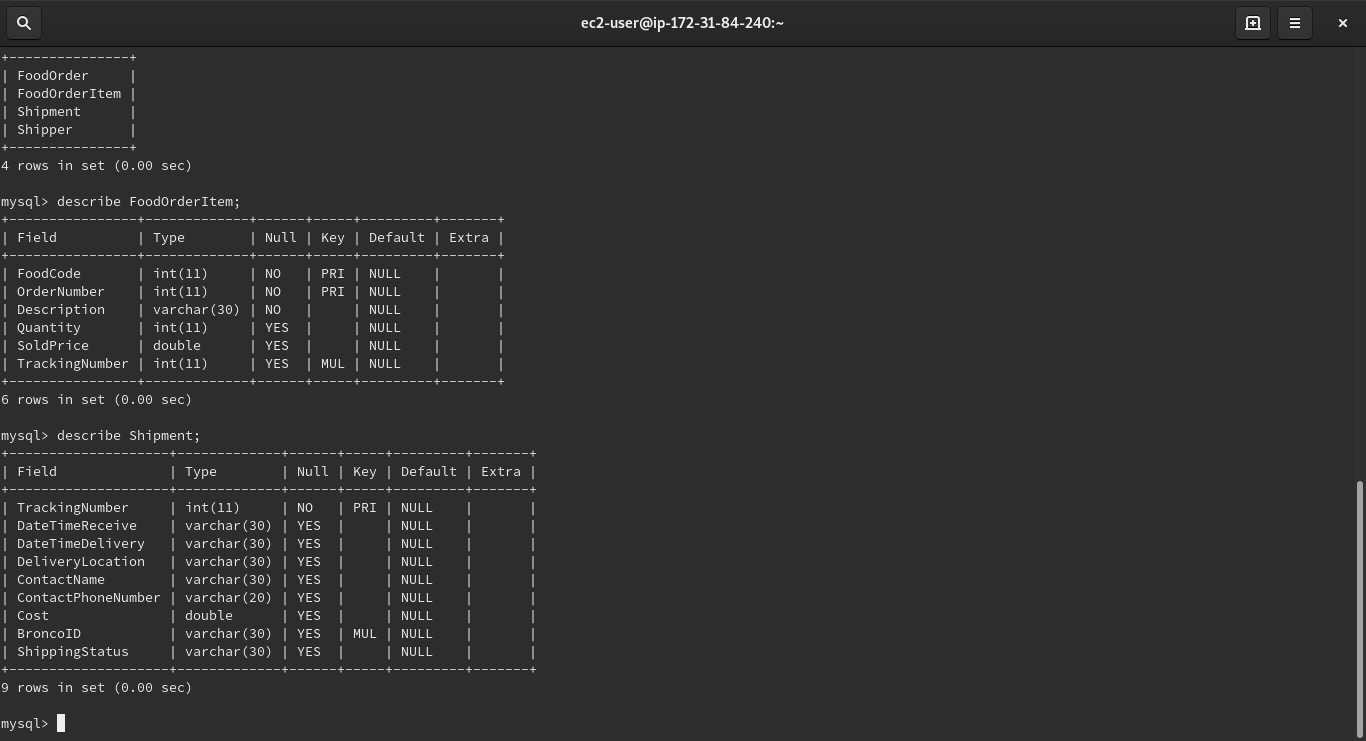 ec2-user@ip-172-31-84-240:~
+---------------+
| FoodOrder     |
| FoodOrderItem |
| Shipment      |
| Shipper       |
+---------------+
4 rows in set (0.00 sec)
mysql> describe FoodOrderItem;
+----------------+-------------+------+-----+---------+-------+
| Field          | Type        | Null | Key | Default | Extra |
+----------------+-------------+------+-----+---------+-------+
| FoodCode       | int(11)     | NO   | PRI | NULL    |       |
| OrderNumber    | int(11)     | NO   | PRI | NULL    |       |
| Description    | varchar(30) | NO   |     | NULL    |       |
| Quantity       | int(11)     | YES  |     | NULL    |       |
| SoldPrice      | double      | YES  |     | NULL    |       |
| TrackingNumber | int(11)     | YES  | MUL | NULL    |       |
+----------------+-------------+------+-----+---------+-------+
6 rows in set (0.00 sec)
mysql> describe Shipment;
+--------------------+-------------+------+-----+---------+-------+
| Field              | Type        | Null | Key | Default | Extra |
+--------------------+-------------+------+-----+---------+-------+
| TrackingNumber     | int(11)     | NO   | PRI | NULL    |       |
| DateTimeReceive    | varchar(30) | YES  |     | NULL    |       |
| DateTimeDelivery   | varchar(30) | YES  |     | NULL    |       |
| DeliveryLocation   | varchar(30) | YES  |     | NULL    |       |
| ContactName        | varchar(30) | YES  |     | NULL    |       |
| ContactPhoneNumber | varchar(20) | YES  |     | NULL    |       |
| Cost               | double      | YES  |     | NULL    |       |
| BroncoID           | varchar(30) | YES  | MUL | NULL    |       |
| ShippingStatus     | varchar(30) | YES  |     | NULL    |       |
+--------------------+-------------+------+-----+---------+-------+
9 rows in set (0.00 sec)
mysql>